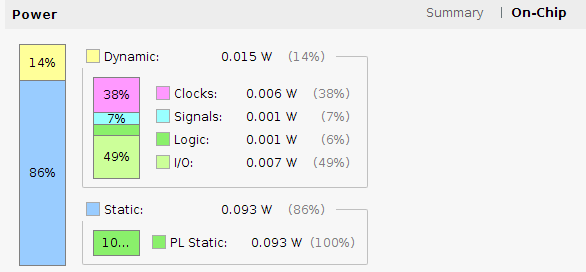 Power Summary | On-Chip
14% Dynamic: 0.015 W (14%)
38% Clocks: 0.006 W (38%)
7% Signals: 0.001 W (7%)
Logic: 0.001 W (6%)
49% I/O: 0.007 W (49%)
86%
Static: 0.093 W (86%)
10... PL Static: 0.093 W (100%)